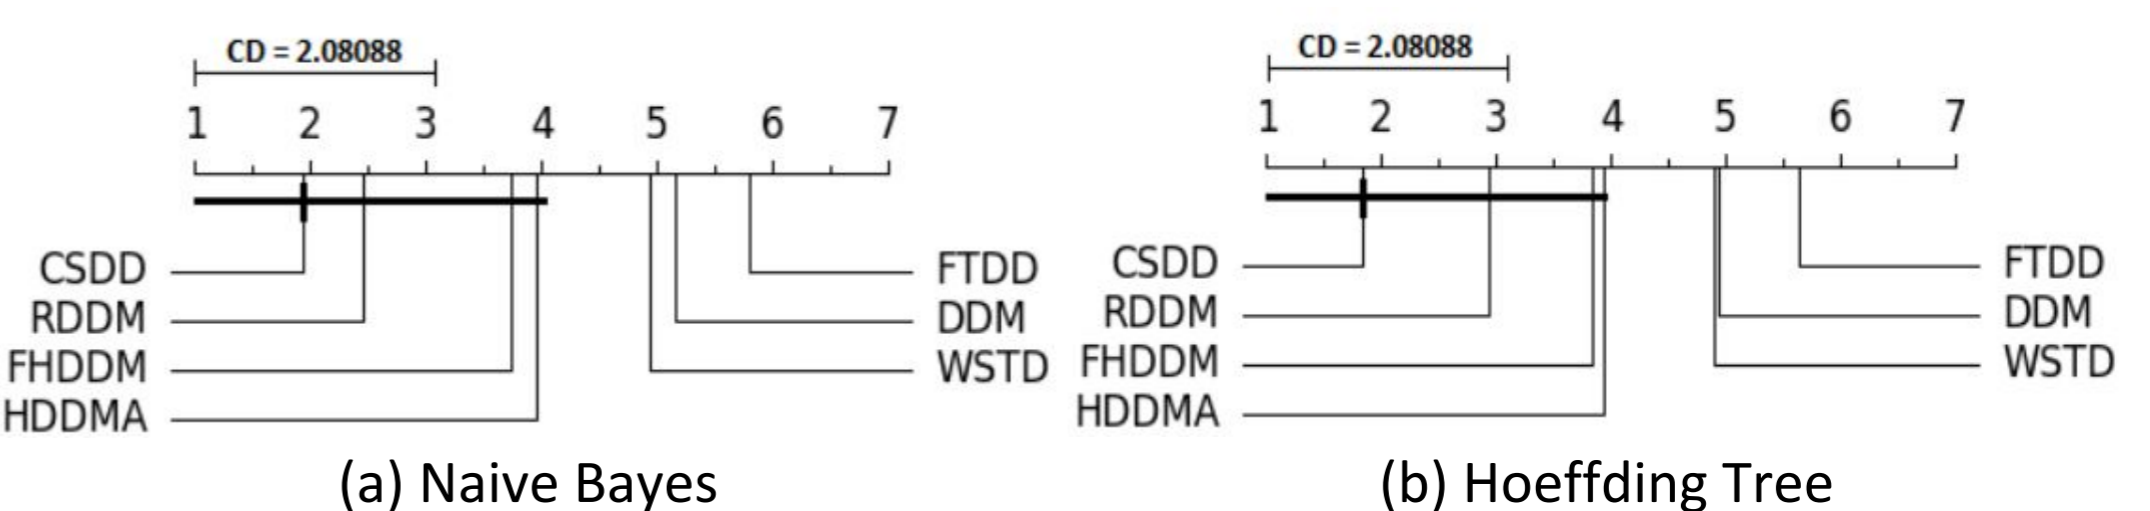 CD = 2.08088
1 2 3 4 5 6 7
CSDD
RDDM
FHDDM
HDDMA
FTDD
DDM
WSTD
(a) Naive Bayes
CD = 2.08088
1 2 3 4 5 6 7
CSDD
RDDM
FHDDM
HDDMA
FTDD
DDM
WSTD
(b) Hoeffding Tree